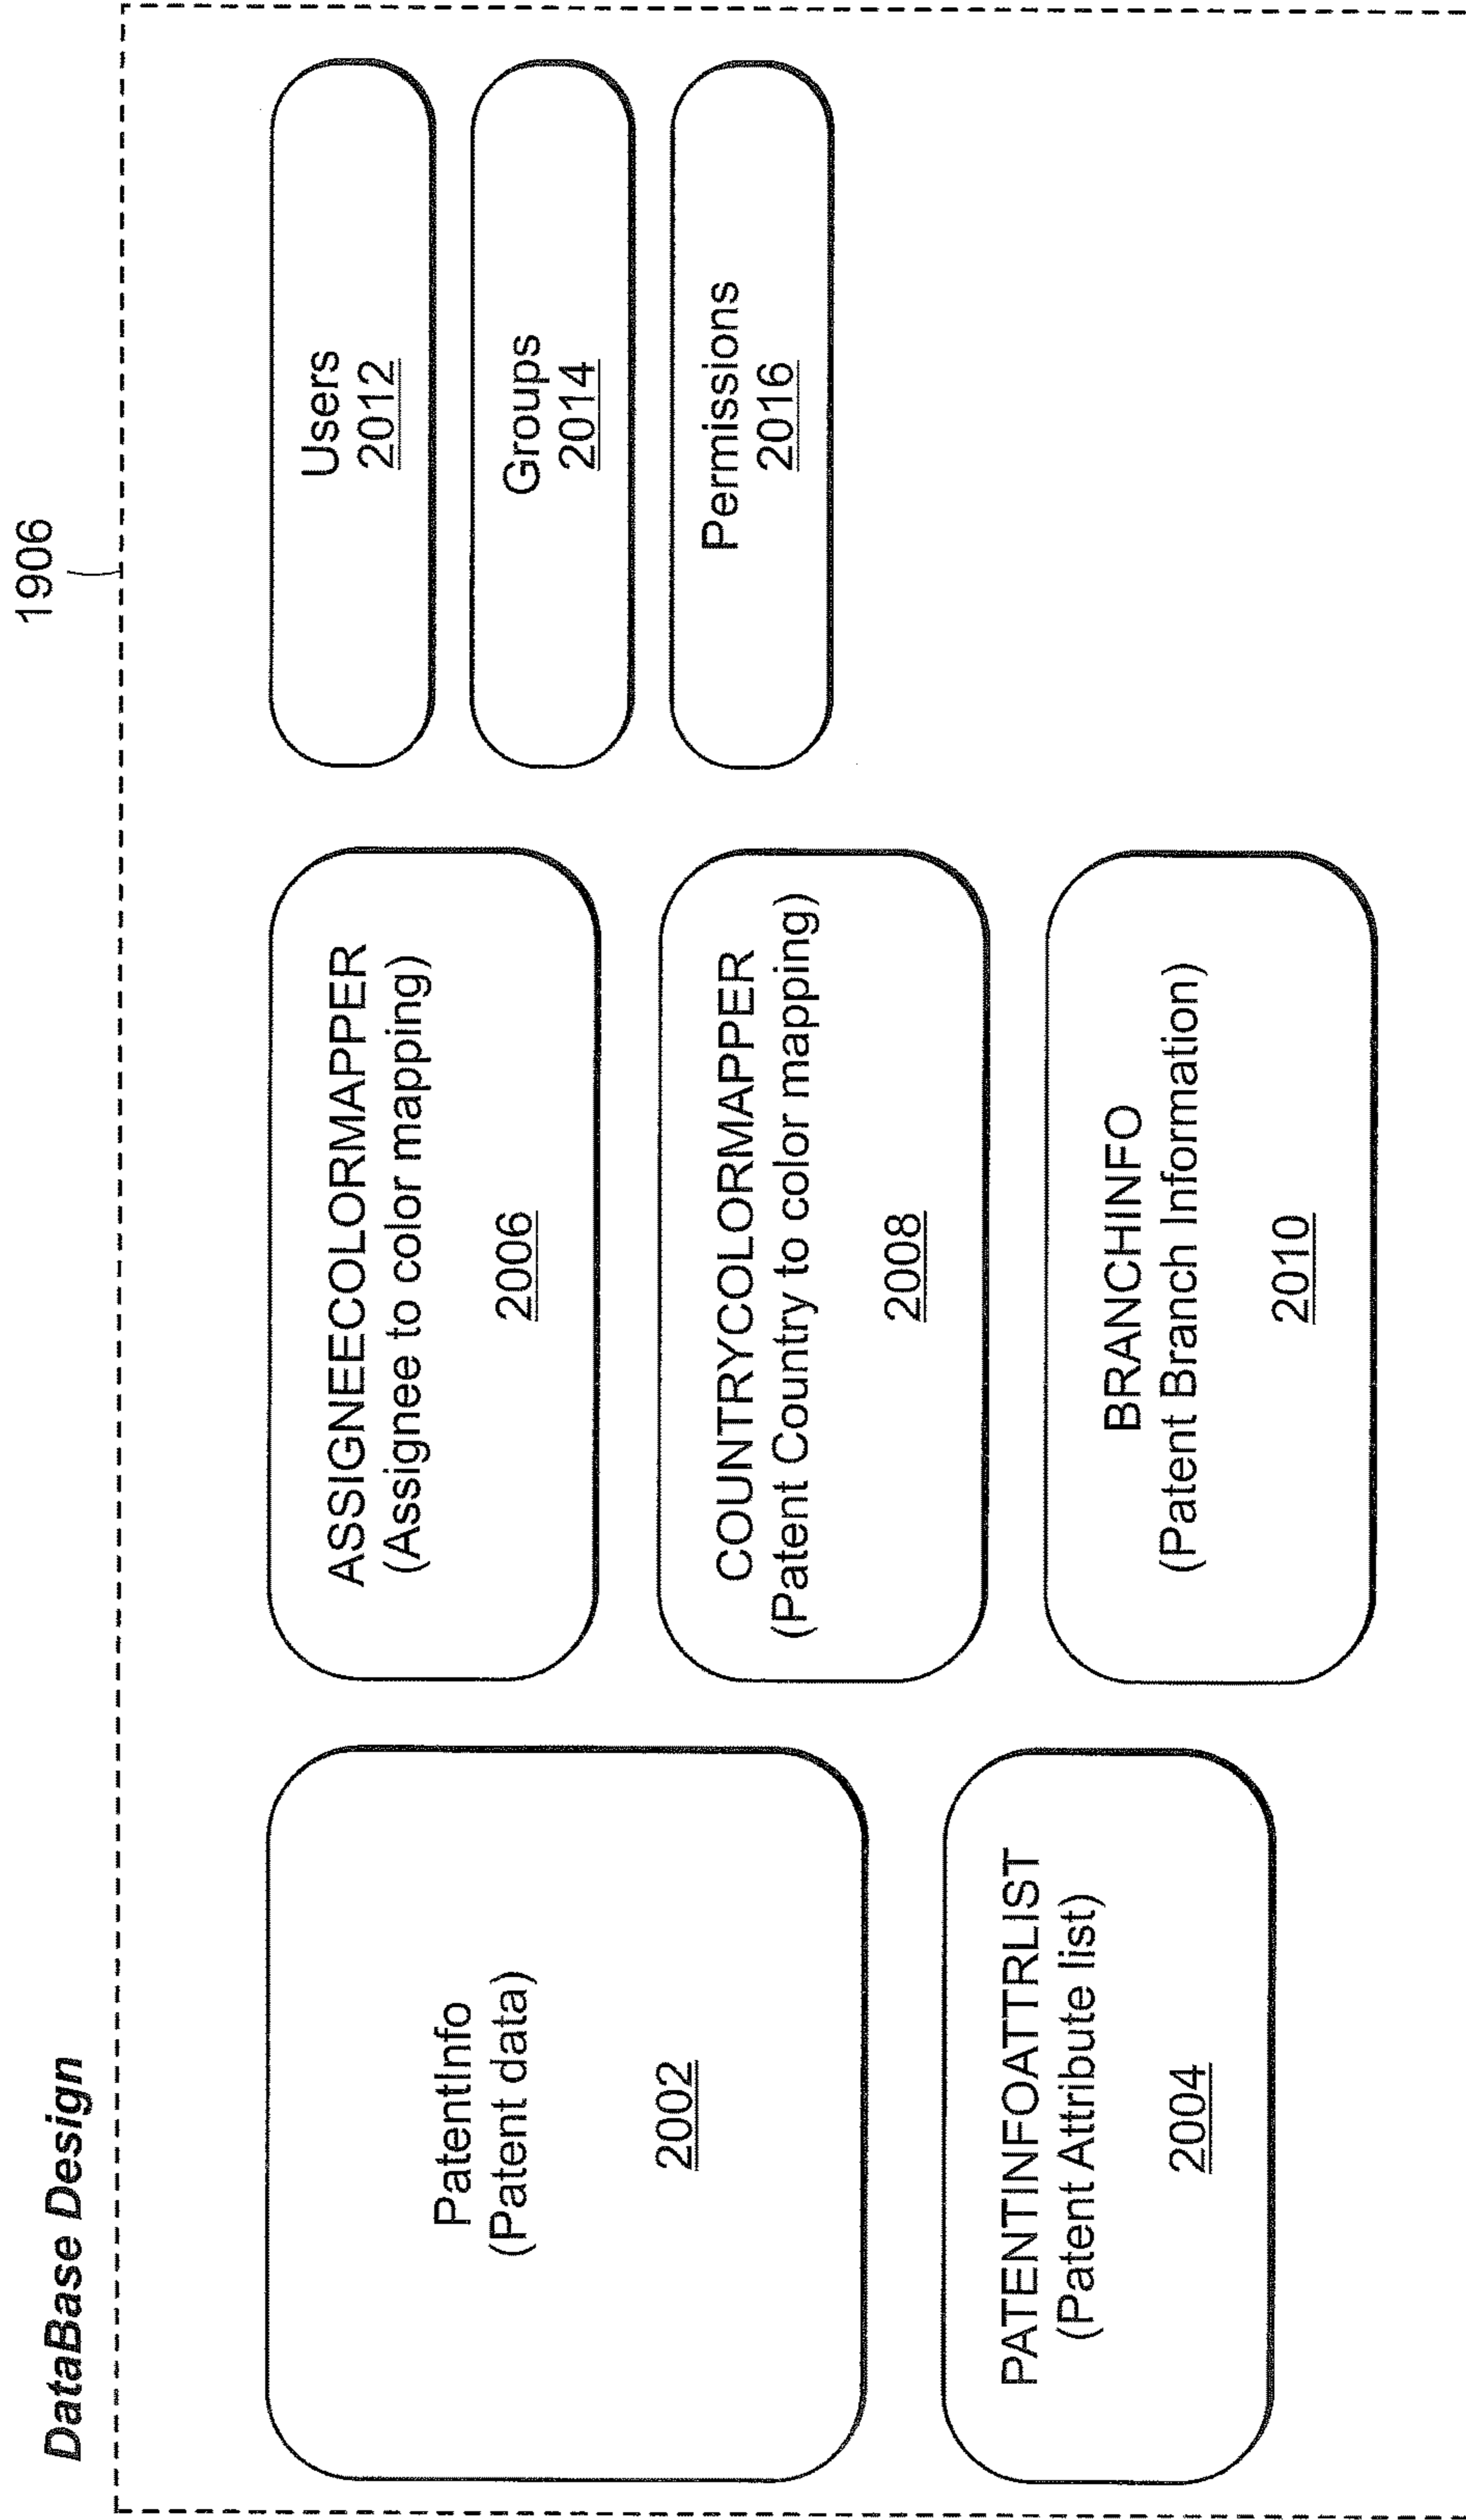 DataBase Design
1906
PatentInfo
(Patent data)
2002
PATENTINFOATTRLIST
(Patent Attribute list)
2004
ASSIGNEECOLORMAPPER
(Assignee to color mapping)
2006
COUNTRYCOLORMAPPER
(Patent Country to color mapping)
2008
BRANCHINFO
(Patent Branch Information)
2010
Users
2012
Groups
2014
Permissions
2016